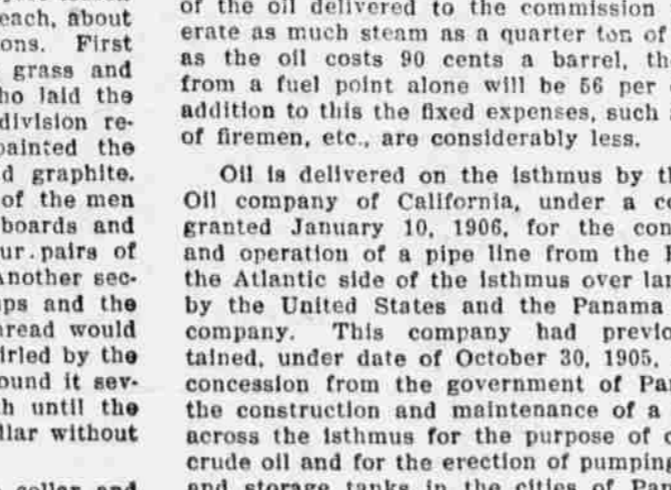 each, about
ons. First
grass and
ho laid the
division re-
painted the
d graphite.
of the men
boards and
ur pairs of
Another sec-
ps and the
read would
irled by the
ound it sev-
h until the
llar without
collar and
of the oil delivered to the commission
erate as much steam as a quarter ton of
as the oil costs 90 cents a barrel, th
from a fuel point alone will be 56 per
addition to this the fixed expenses, such
of firemen, etc., are considerably less.
Oil is delivered on the isthmus by t
Oil company of California, under a c
granted January 10, 1906, for the con
and operation of a pipe line from the
the Atlantic side of the isthmus over lan
by the United States and the Panama
company. This company had previo
tained, under date of October 30, 1905,
concession from the government of Pa
the construction and maintenance of a
across the isthmus for the purpose of c
crude oil and for the erection of pumping
and storage tanks in the cities of Pan